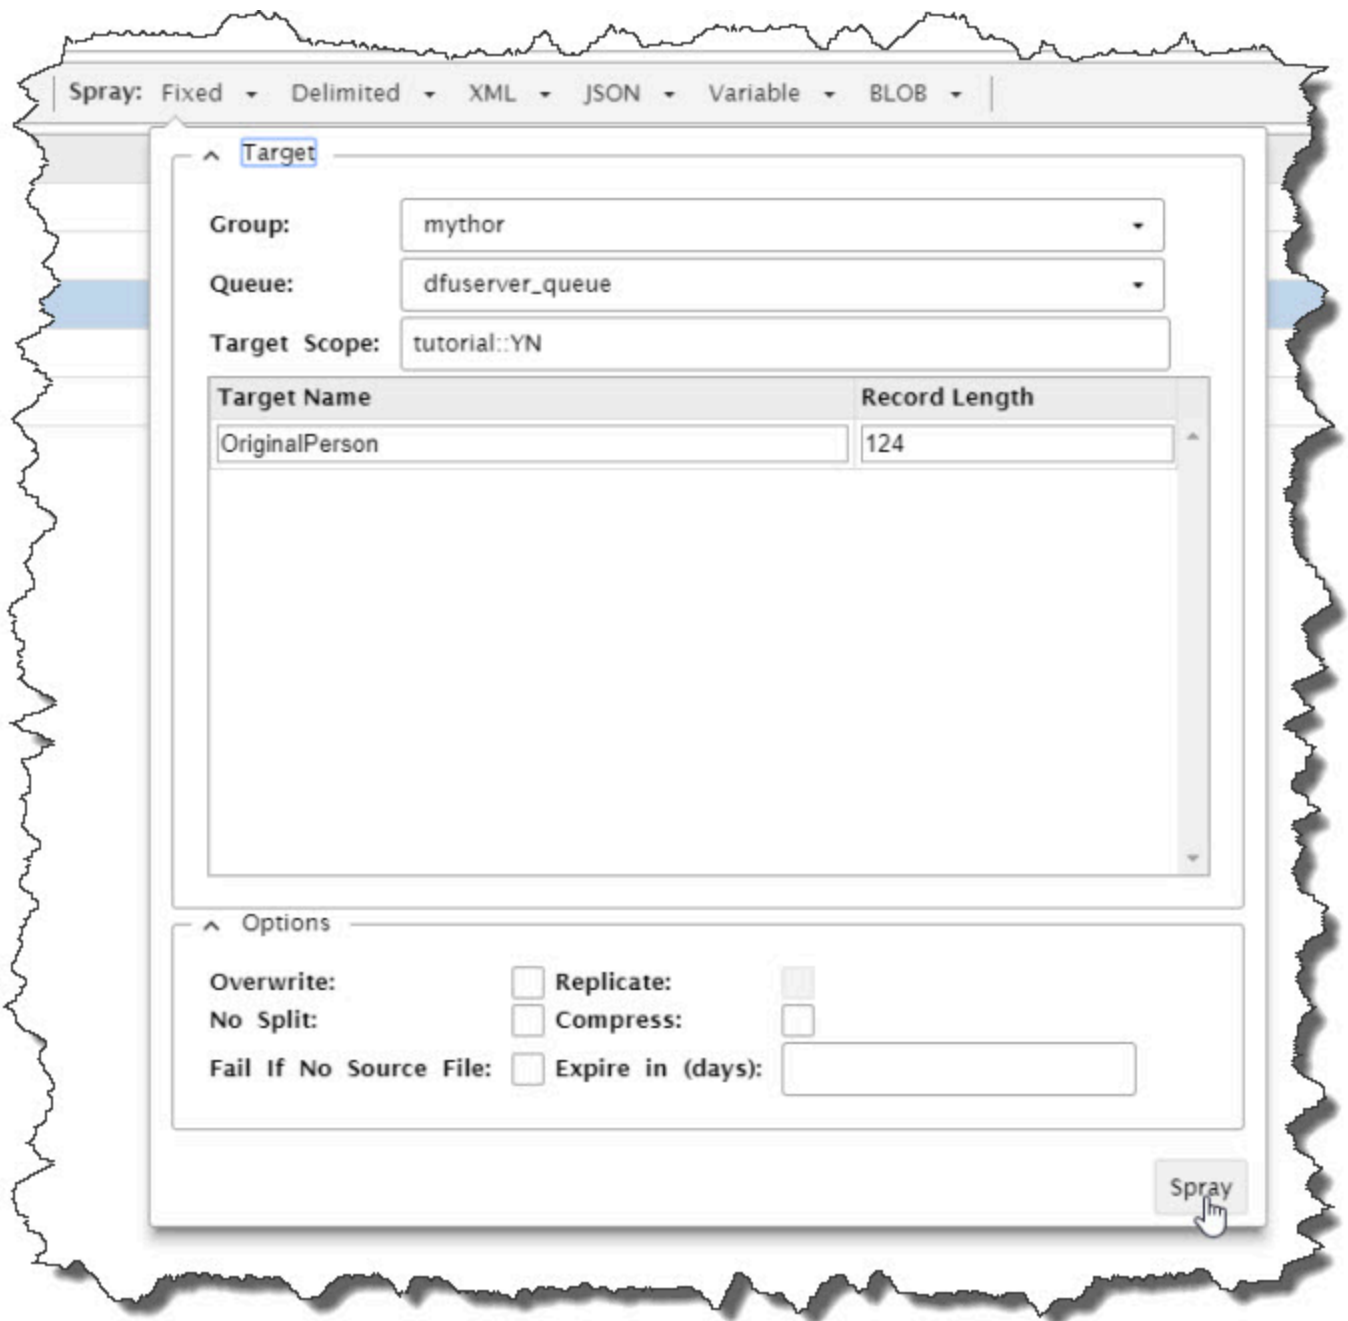 Spray: Fixed Delimited XML JSON Variable BLOB
Target
Group: mythor
Queue: dfuserver_queue
Target Scope: tutorial::YN
Target Name Record Length
OriginalPerson 124
Options
Overwrite: Replicate:
No Split: Compress:
Fail If No Source File: Expire in (days):
Spray